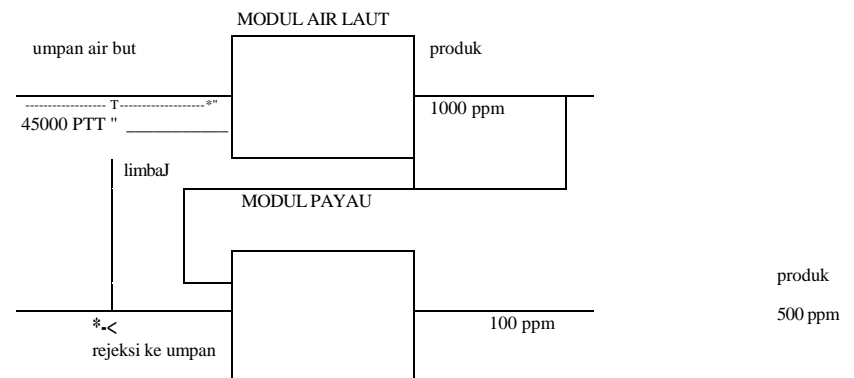 MODUL AIR LAUT
umpan air but
produk
----------------- T-------------------*"
45000 PTT " ___________
1000 ppm
limbaJ
MODUL PAYAU
produk
500 ppm
100 ppm
*-<
rejeksi ke umpan